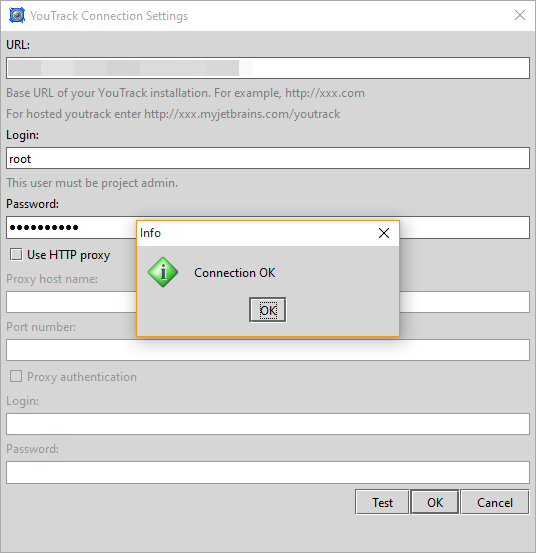 YouTrack Connection Settings
URL:
Base URL of your YouTrack installation. For example, http://xxx.com
For hosted youtrack enter http://xxx.myjetbrains.com/youtrack
Login:
root
This user must be project admin.
Password:
••••••••••
Info
Use HTTP proxy
Connection OK
Proxy host name:
OK
Port number:
Proxy authentication
Login:
Password:
Test
OK
Cancel